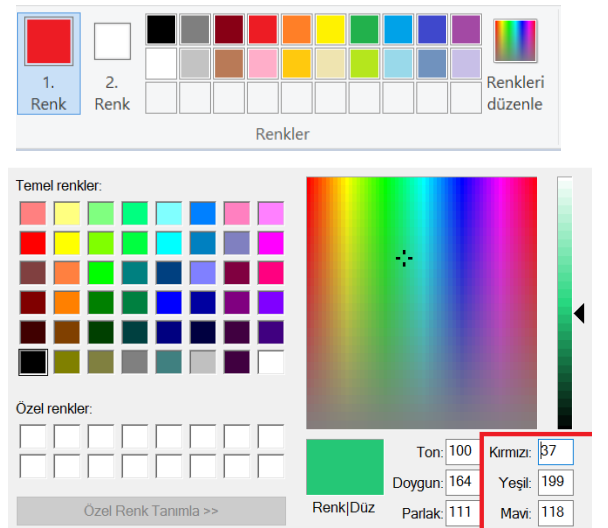 1.
Renk
2.
Renk
Renkleri
düzenle
Renkler
Temel renkler:
Özel renkler:
Özel Renk Tanımla >>
Renk|Düz
Ton: 100
Kırmızı: 37
Doygun: 164
Yeşil: 199
Parlak: 111
Mavi: 118